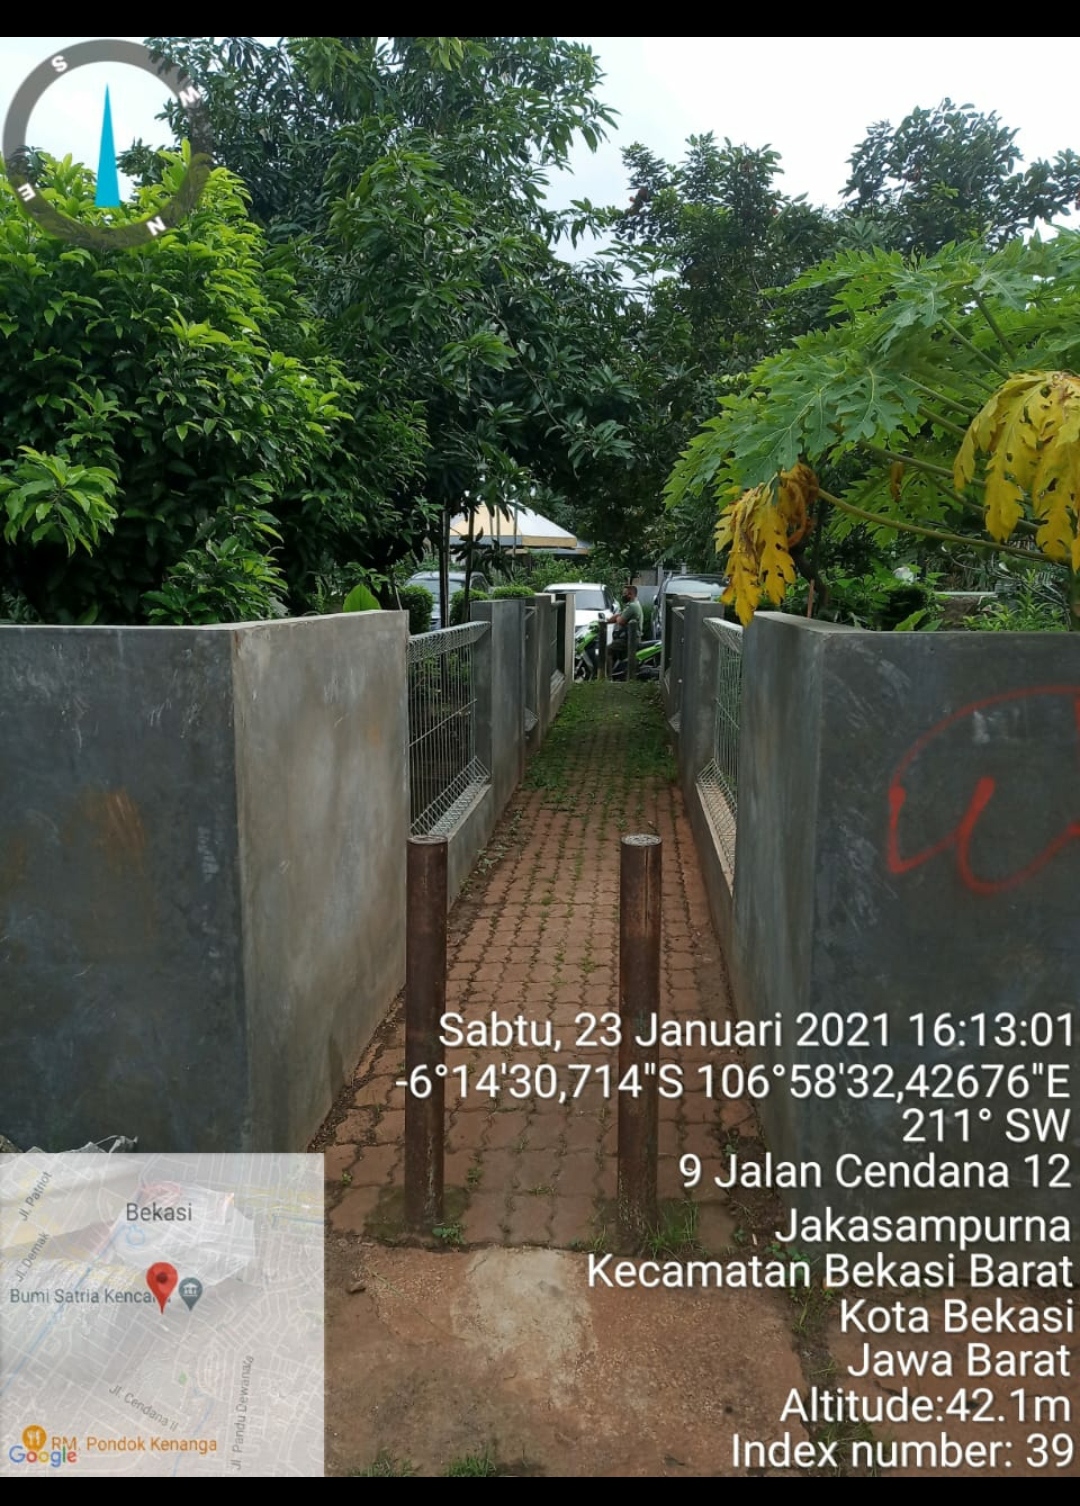 S
W
E
N
Sabtu, 23 Januari 2021 16:13:01
-6°14'30,714"S 106°58'32,42676"E
211° SW
9 Jalan Cendana 12
Jakasampurna
Kecamatan Bekasi Barat
Kota Bekasi
Jawa Barat
Altitude:42.1m
Index number: 39
Jl. Patriot
Bekasi
Jl. Demak
Bumi Satria Kenca
Jl. Cendana II
Jl. Pandu Dewanata
RM. Pondok Kenanga
Google